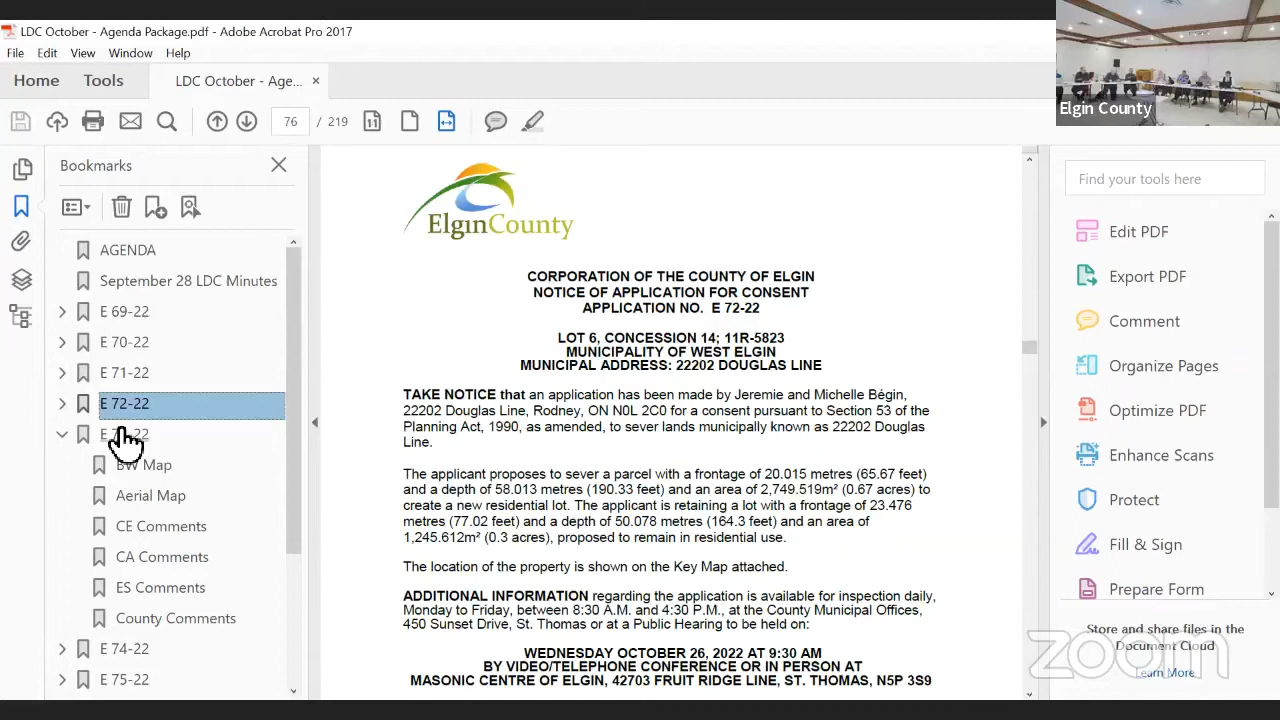 LDC October - Agenda Package.pdf - Adobe Acrobat Pro 2017
File Edit View Window Help
Home Tools LDC October - Age... ×
76 / 219
Bookmarks
AGENDA
September 28 LDC Minutes
E 69-22
E 70-22
E 71-22
E 72-22
BW Map
Aerial Map
CE Comments
CA Comments
ES Comments
County Comments
E 74-22
E 75-22
ElginCounty
CORPORATION OF THE COUNTY OF ELGIN
NOTICE OF APPLICATION FOR CONSENT
APPLICATION NO. E 72-22
LOT 6, CONCESSION 14; 11R-5823
MUNICIPALITY OF WEST ELGIN
MUNICIPAL ADDRESS: 22202 DOUGLAS LINE
TAKE NOTICE that an application has been made by Jeremie and Michelle Bégin,
22202 Douglas Line, Rodney, ON N0L 2C0 for a consent pursuant to Section 53 of the
Planning Act, 1990, as amended, to sever lands municipally known as 22202 Douglas
Line.
The applicant proposes to sever a parcel with a frontage of 20.015 metres (65.67 feet)
and a depth of 58.013 metres (190.33 feet) and an area of 2,749.519m² (0.67 acres) to
create a new residential lot. The applicant is retaining a lot with a frontage of 23.476
metres (77.02 feet) and a depth of 50.078 metres (164.3 feet) and an area of
1,245.612m² (0.3 acres), proposed to remain in residential use.
The location of the property is shown on the Key Map attached.
ADDITIONAL INFORMATION regarding the application is available for inspection daily,
Monday to Friday, between 8:30 A.M. and 4:30 P.M., at the County Municipal Offices,
450 Sunset Drive, St. Thomas or at a Public Hearing to be held on:
WEDNESDAY OCTOBER 26, 2022 AT 9:30 AM
BY VIDEO/TELEPHONE CONFERENCE OR IN PERSON AT
MASONIC CENTRE OF ELGIN, 42703 FRUIT RIDGE LINE, ST. THOMAS, N5P 3S9
Elgin County
Find your tools here
Edit PDF
Export PDF
Comment
Organize Pages
Optimize PDF
Enhance Scans
Protect
Fill & Sign
Prepare Form
Store and share files in the
Document Cloud
Learn More
zoom